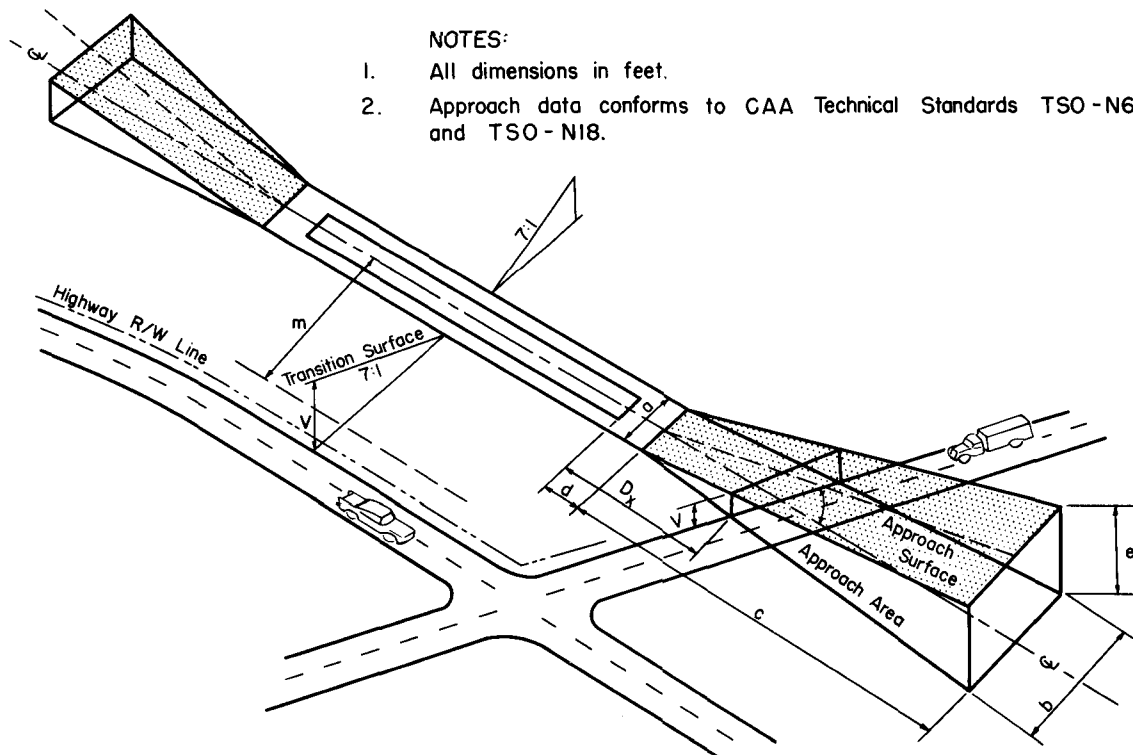 NOTES:
1. All dimensions in feet.
2. Approach data conforms to CAA Technical Standards TSO-N6
and TSO-N18.
℄
7:1
m
Highway R/W Line
Transition Surface
7:1
V
a
d
Dx
V
Approach
Surface
Approach Area
e
c
℄
b